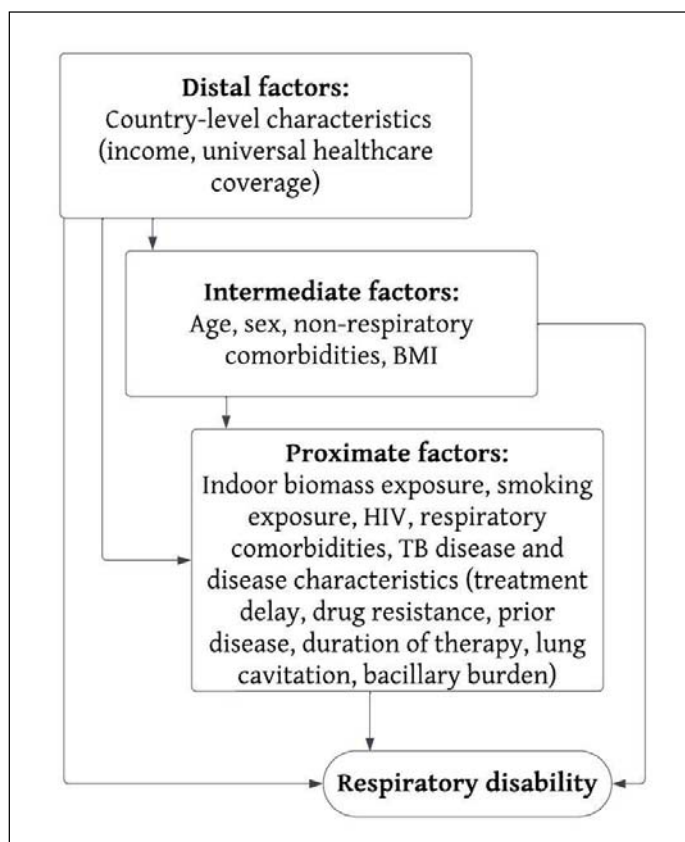 Distal factors:
Country-level characteristics
(income, universal healthcare
coverage)
Intermediate factors:
Age, sex, non-respiratory
comorbidities, BMI
Proximate factors:
Indoor biomass exposure, smoking
exposure, HIV, respiratory
comorbidities, TB disease and
disease characteristics (treatment
delay, drug resistance, prior
disease, duration of therapy, lung
cavitation, bacillary burden)
Respiratory disability